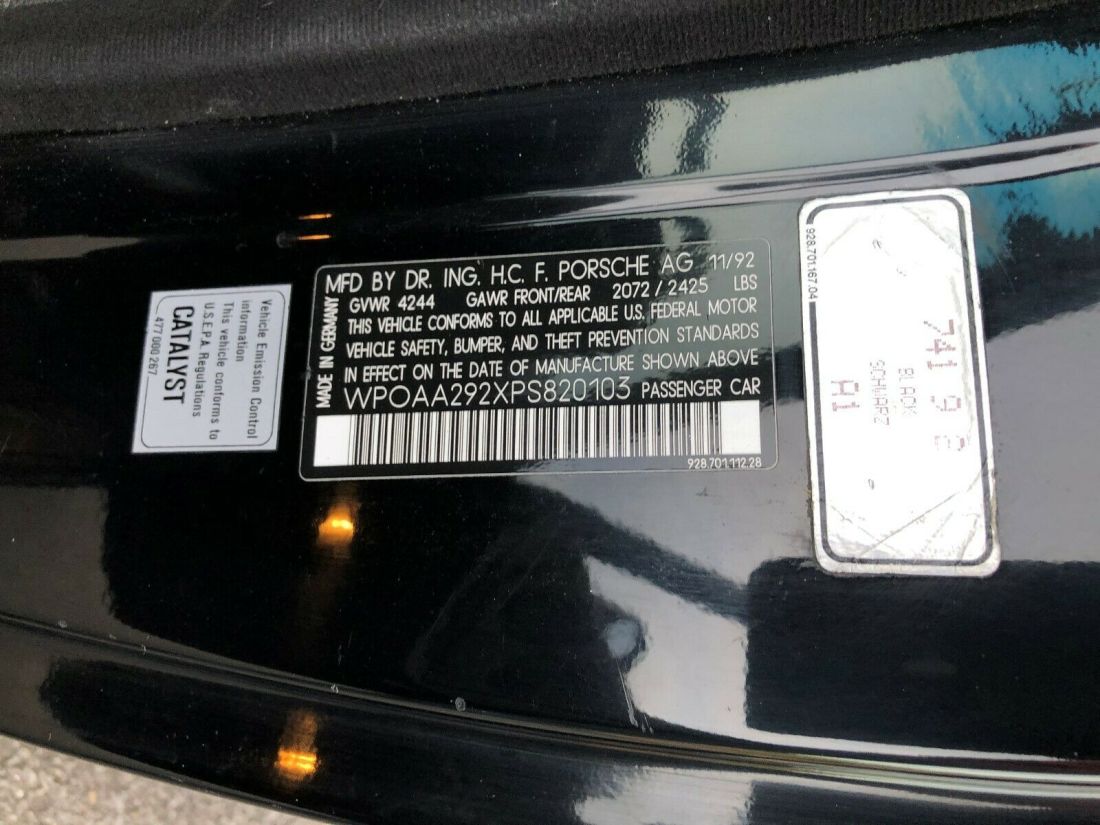 Vehicle Emission Control
information
This vehicle conforms to
U.S.E.P.A. Regulations
CATALYST
477 000 267
MFD BY DR. ING. H.C. F. PORSCHE AG 11/92
GVWR 4244 GAWR FRONT/REAR 2072 / 2425 LBS
THIS VEHICLE CONFORMS TO ALL APPLICABLE U.S. FEDERAL MOTOR
VEHICLE SAFETY, BUMPER, AND THEFT PREVENTION STANDARDS
IN EFFECT ON THE DATE OF MANUFACTURE SHOWN ABOVE
WPOAA292XPS820103 PASSENGER CAR
MADE IN GERMANY
928.701.112.28
928.701.167.04
BLACK
SCHWARZ
A1